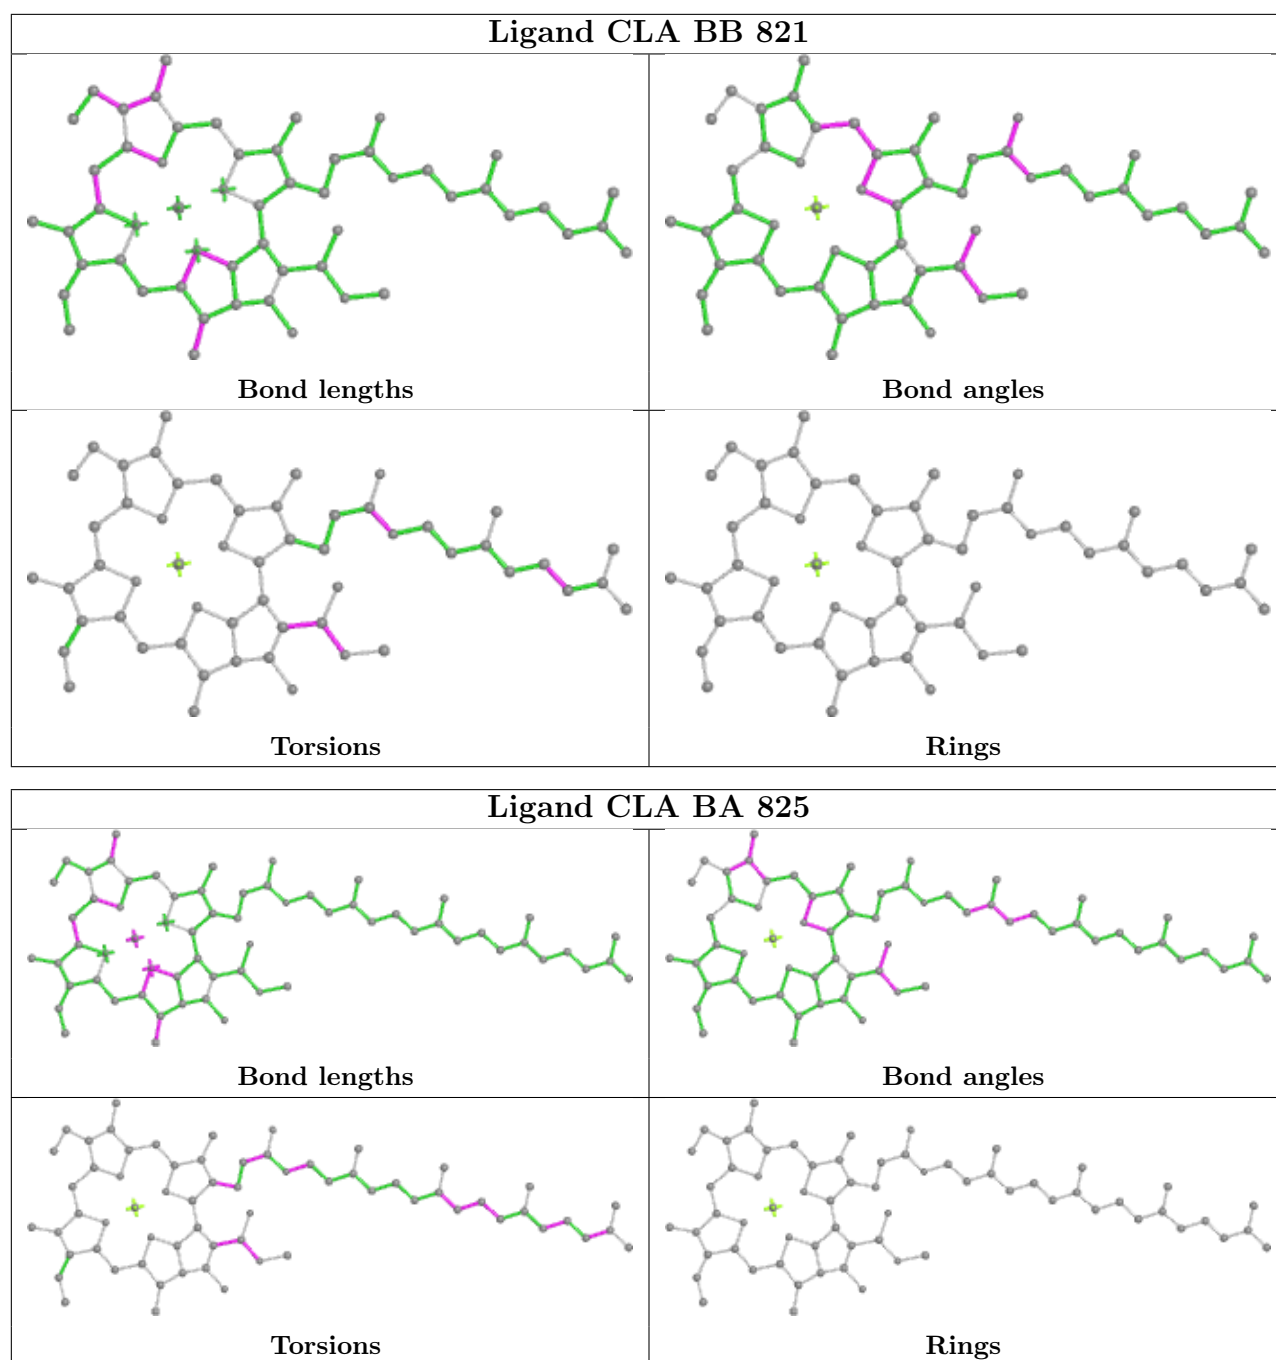 Ligand CLA BB 821
Bond lengths
Bond angles
Torsions
Rings
Ligand CLA BA 825
Bond lengths
Bond angles
Torsions
Rings